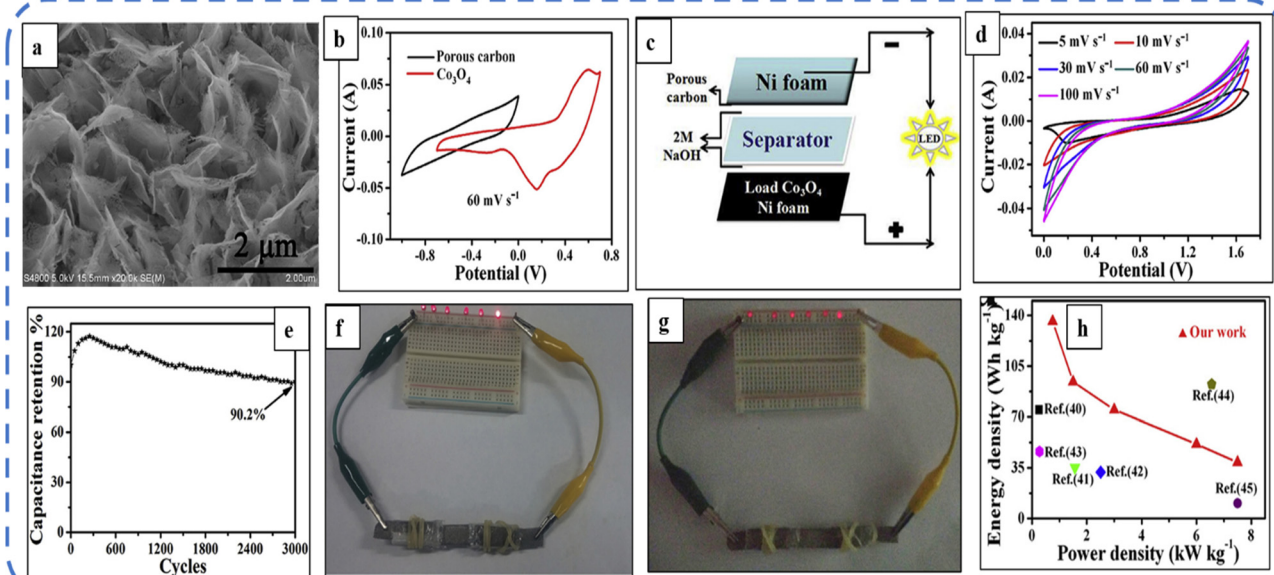 a
2 μm
S4800 5.0kV 15.5mm x20.0k SE(M)
2.00um
b
Porous carbon
Co₃O₄
60 mV s⁻¹
Current (A)
0.10
0.05
0.00
-0.05
-0.10
-0.8
-0.4
0.0
0.4
0.8
Potential (V)
c
Porous
carbon
Ni foam
2M
NaOH
Separator
Load Co₃O₄
Ni foam
LED
−
+
d
5 mV s⁻¹
10 mV s⁻¹
30 mV s⁻¹
60 mV s⁻¹
100 mV s⁻¹
Current (A)
0.04
0.02
0.00
-0.02
-0.04
0.0
0.4
0.8
1.2
1.6
Potential (V)
e
Capacitance retention %
120
90
60
30
0
90.2%
0
600
1200
1800
2400
3000
Cycles
f
g
h
Energy density (Wh kg⁻¹)
140
105
70
35
0
Our work
Ref.(44)
Ref.(40)
Ref.(43)
Ref.(41)
Ref.(42)
Ref.(45)
0
2
4
6
8
Power density (kW kg⁻¹)